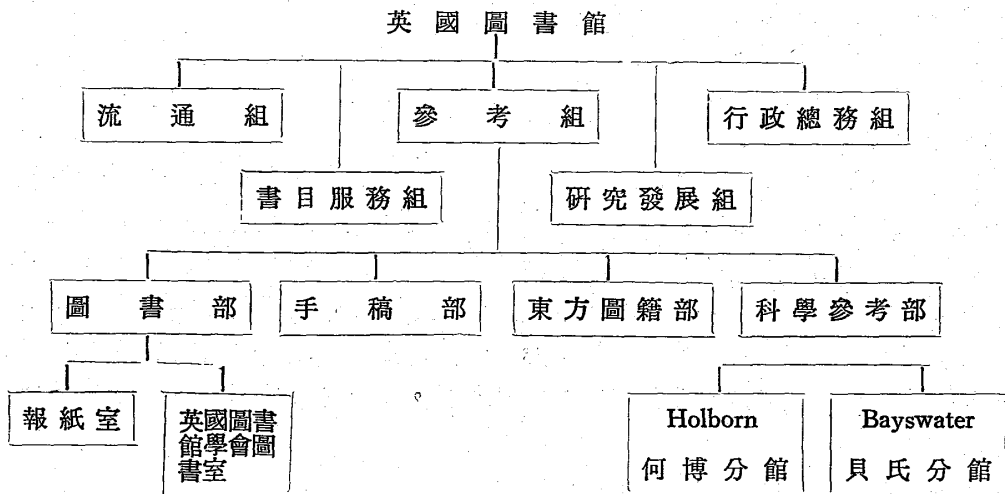 英國圖書館
流通組 參考組 行政總務組
書目服務組 研究發展組
圖書部 手稿部 東方圖籍部 科學參考部
報紙室
英國圖書
館學會圖
書室
Holborn
何博分館
Bayswater
貝氏分館